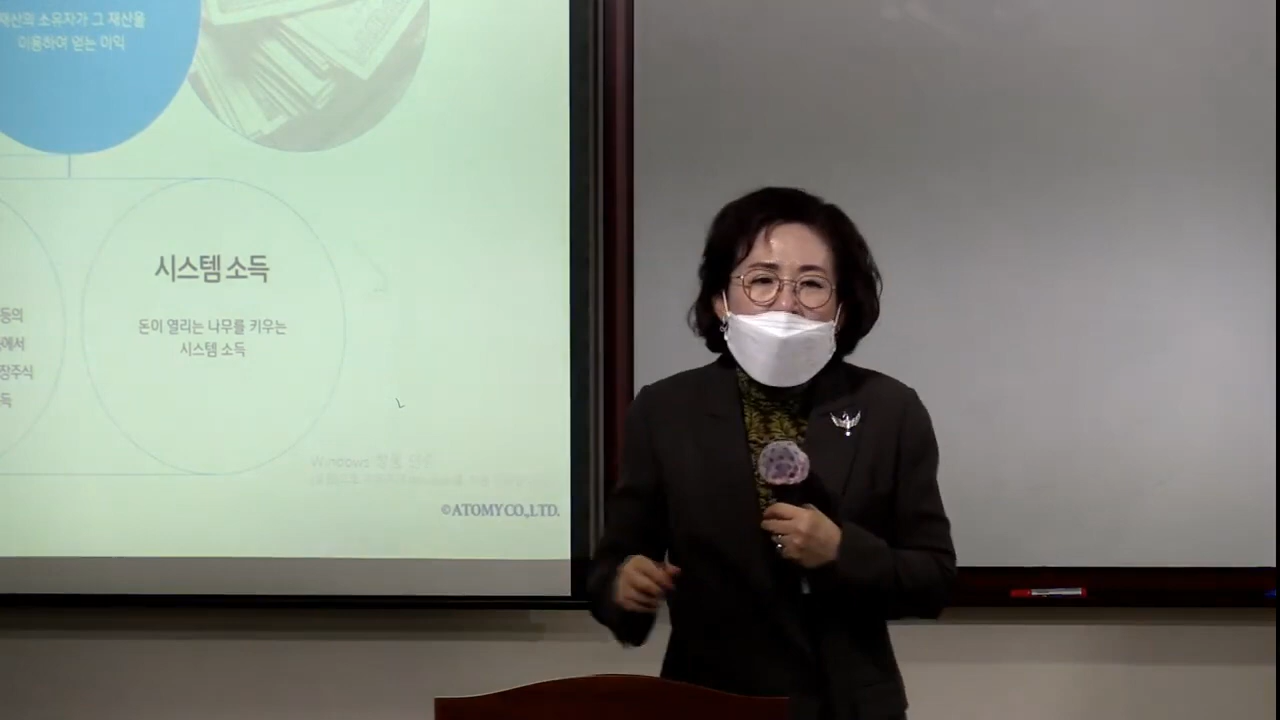 재산의 소유자가 그 재산을
이용하여 얻는 이익
시스템 소득
돈이 열리는 나무를 키우는
시스템 소득
동의
에서
장주식
득
Windows 정품 인증
©ATOMY CO.,LTD.